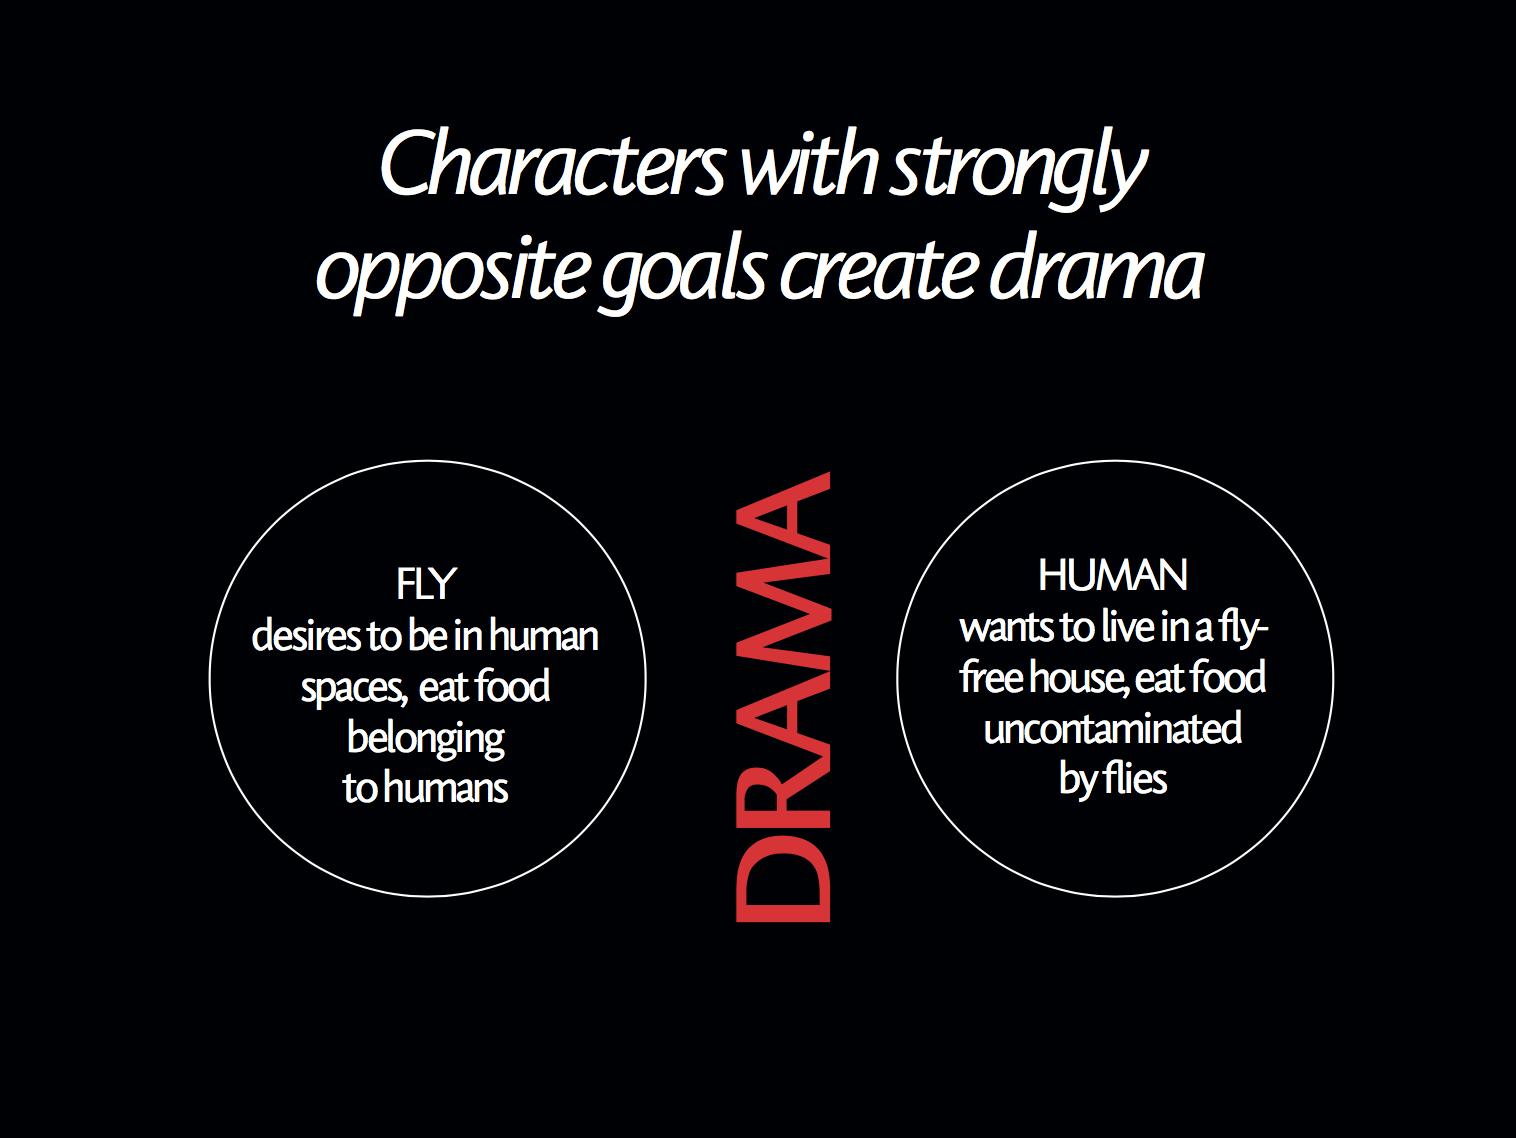 Characters with strongly
opposite goals create drama
FLY
desires to be in human
spaces, eat food
belonging
to humans
DRAMA
HUMAN
wants to live in a fly-
free house, eat food
uncontaminated
by flies